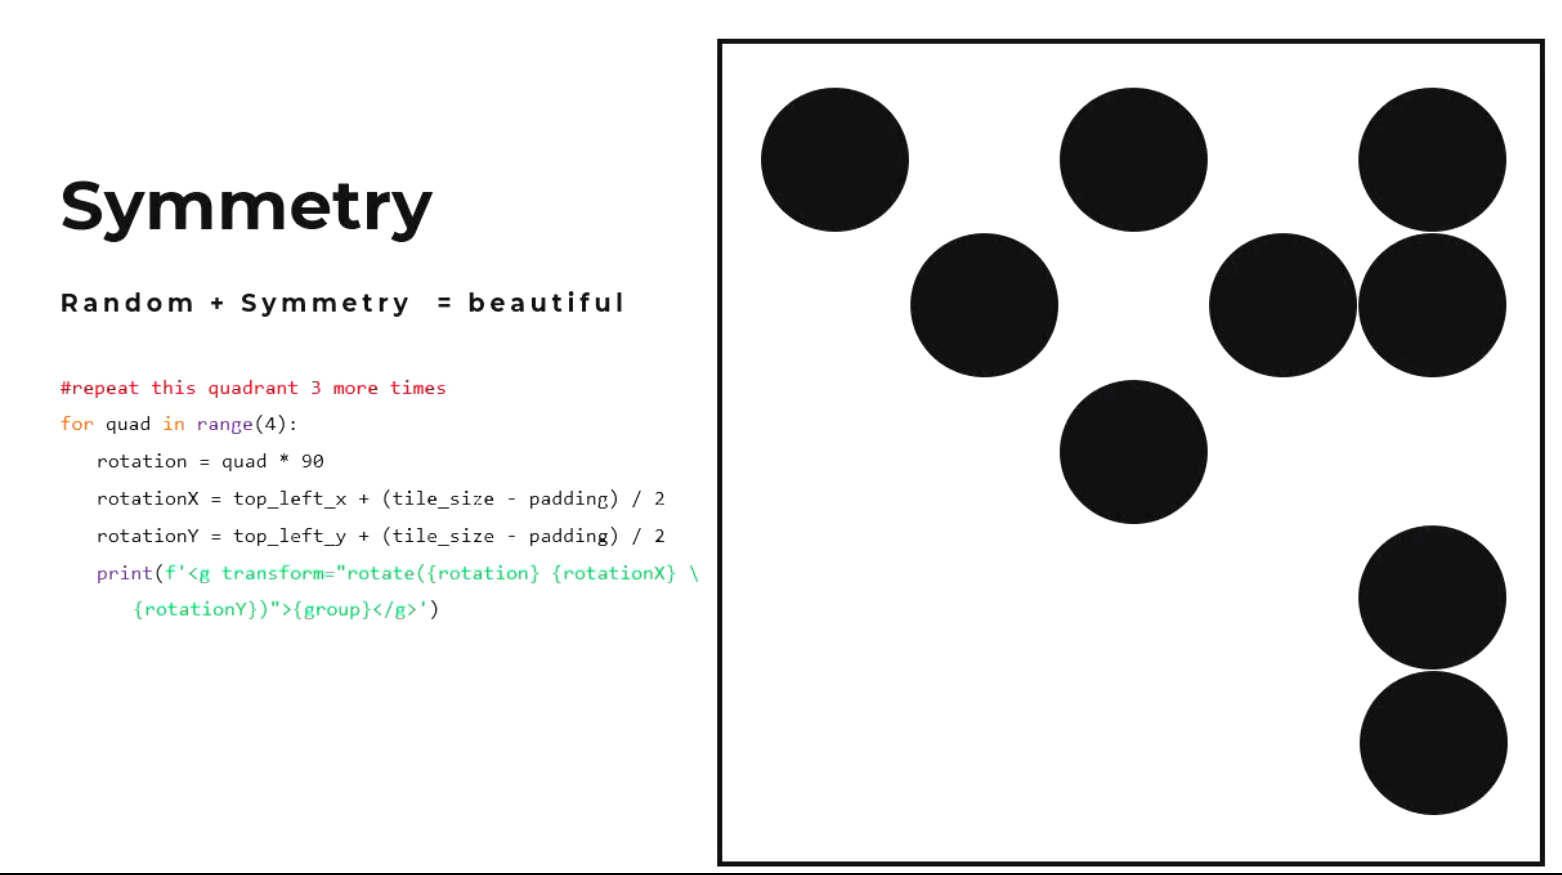 Symmetry
Random + Symmetry = beautiful
#repeat this quadrant 3 more times
for quad in range(4):
rotation = quad * 90
rotationX = top_left_x + (tile_size - padding) / 2
rotationY = top_left_y + (tile_size - padding) / 2
print(f'<g transform="rotate({rotation} {rotationX} \
{rotationY})">{group}</g>')